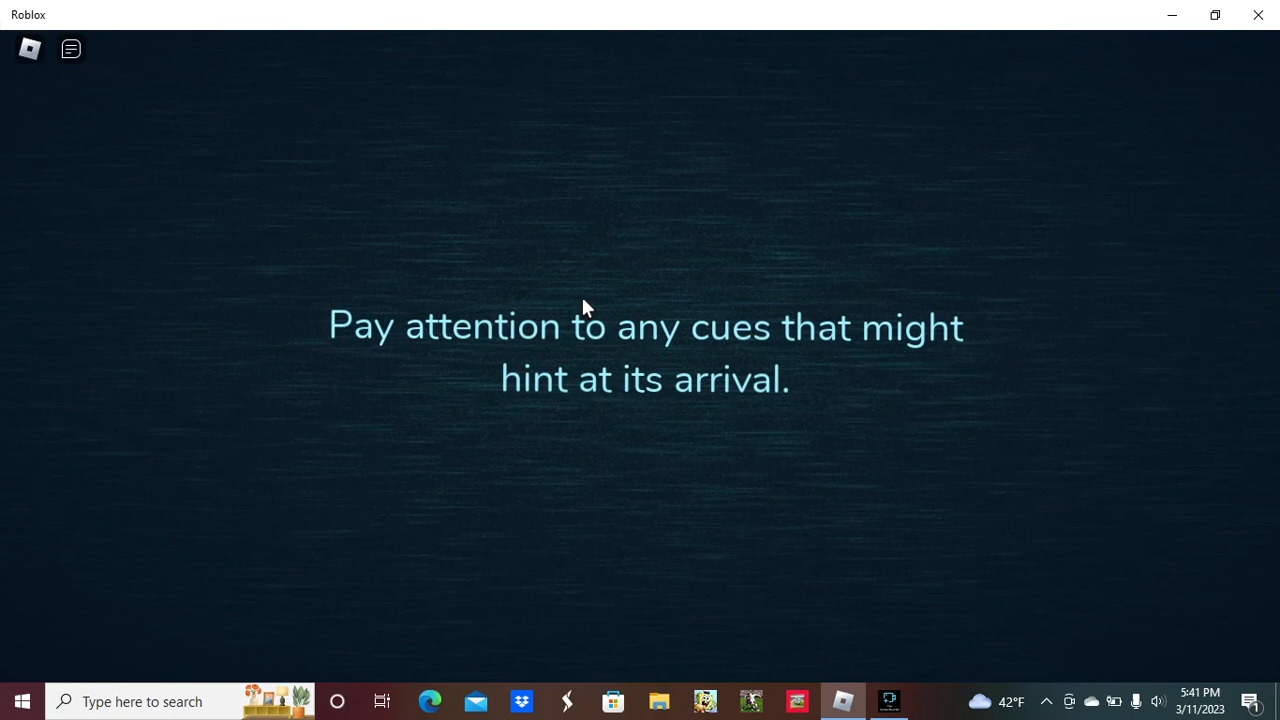 Roblox
Pay attention to any cues that might
hint at its arrival.
Type here to search
42°F
5:41 PM
3/11/2023
1